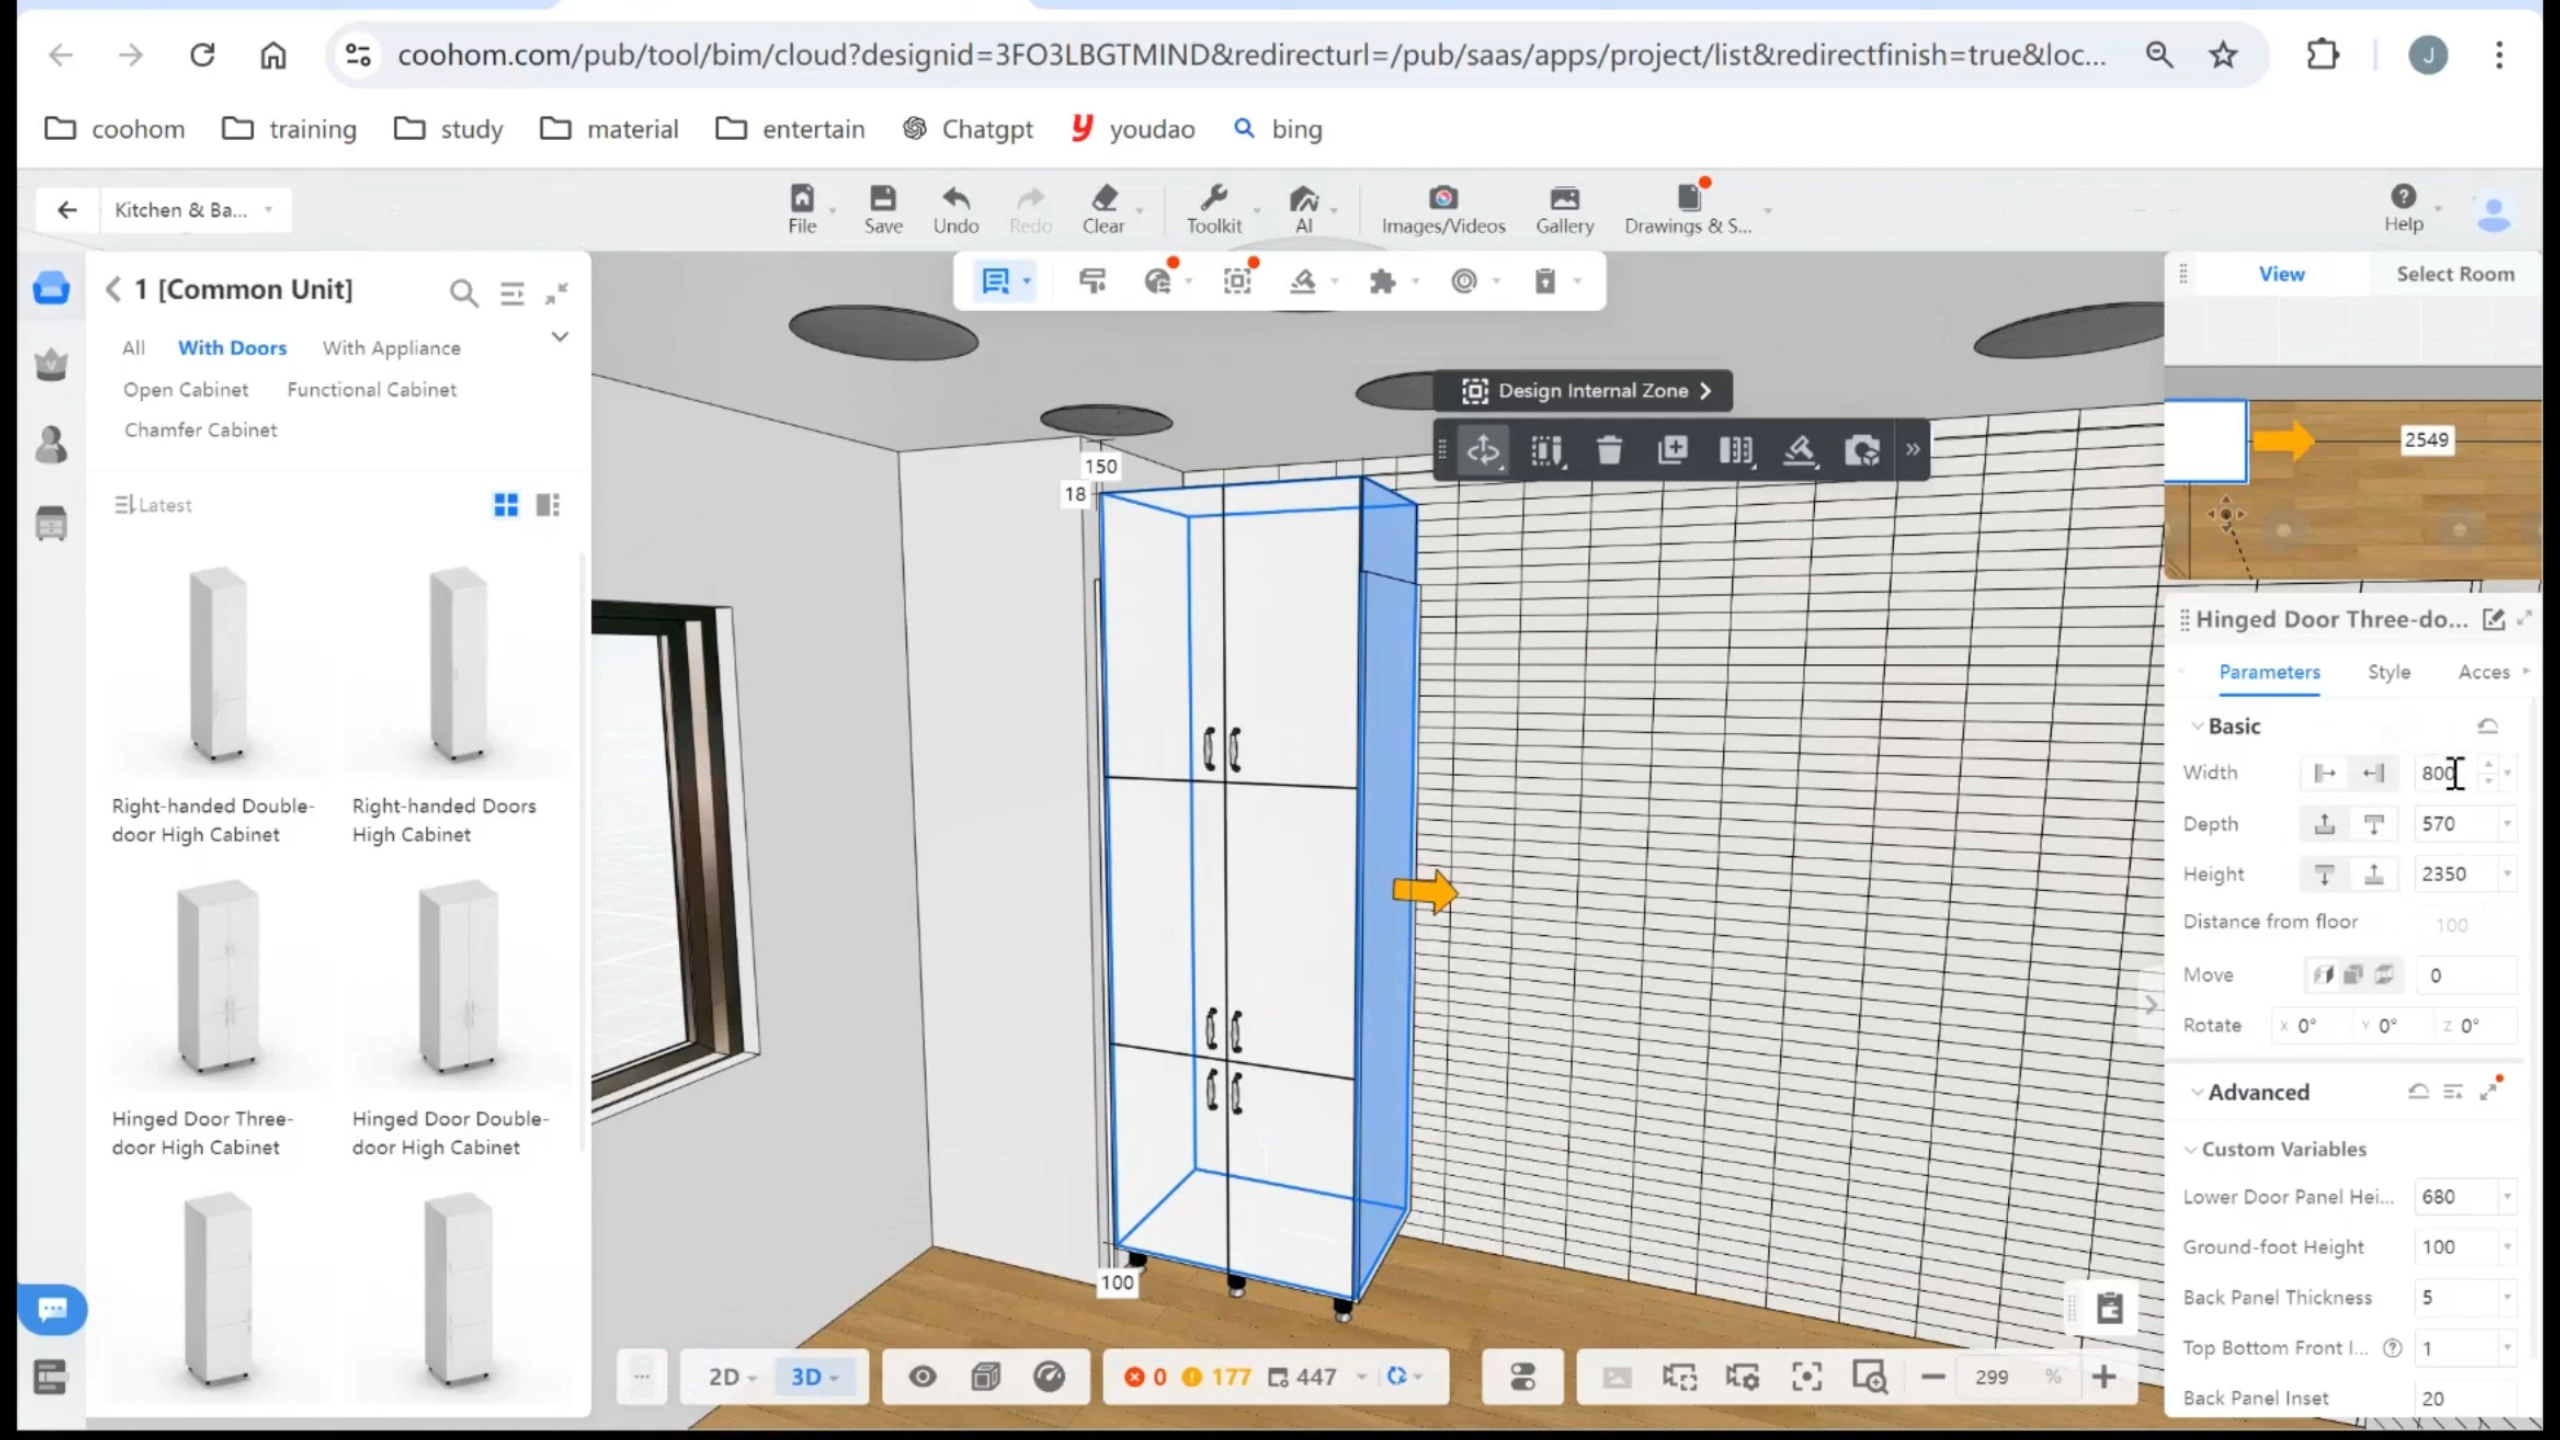 coohom.com/pub/tool/bim/cloud?designid=3FO3LBGTMIND&redirecturl=/pub/saas/apps/project/list&redirectfinish=true&loc...
J
coohom
training
study
material
entertain
Chatgpt
youdao
bing
Kitchen & Ba...
File
Save
Undo
Redo
Clear
Toolkit
AI
Images/Videos
Gallery
Drawings & S...
Help
1 [Common Unit]
All
With Doors
With Appliance
Open Cabinet
Functional Cabinet
Chamfer Cabinet
Latest
Right-handed Double-
door High Cabinet
Right-handed Doors
High Cabinet
Hinged Door Three-
door High Cabinet
Hinged Door Double-
door High Cabinet
Design Internal Zone
150
18
100
View
Select Room
2549
Hinged Door Three-do...
Parameters
Style
Acces
Basic
Width 800
Depth 570
Height 2350
Distance from floor 100
Move 0
Rotate X 0° Y 0° Z 0°
Advanced
Custom Variables
Lower Door Panel Hei... 680
Ground-foot Height 100
Back Panel Thickness 5
Top Bottom Front I... 1
Back Panel Inset 20
2D
3D
0
177
447
299 %